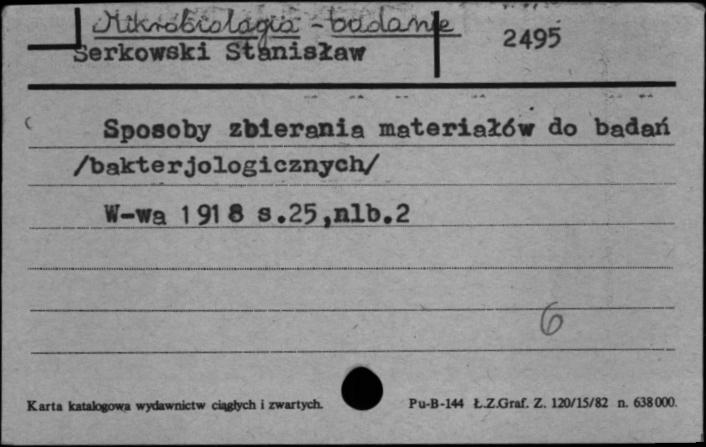 Mikrobiologia - badanie
Serkowski Stanisław
2495
Sposoby zbierania materiałów do badań
/bakterjologicznych/
W-wa 1918 s.25,nlb.2
6
Karta katalogowa wydawnictw ciągłych i zwartych.
Pu-B-144 Ł.Z.Graf. Z. 120/15/82 n. 638000.